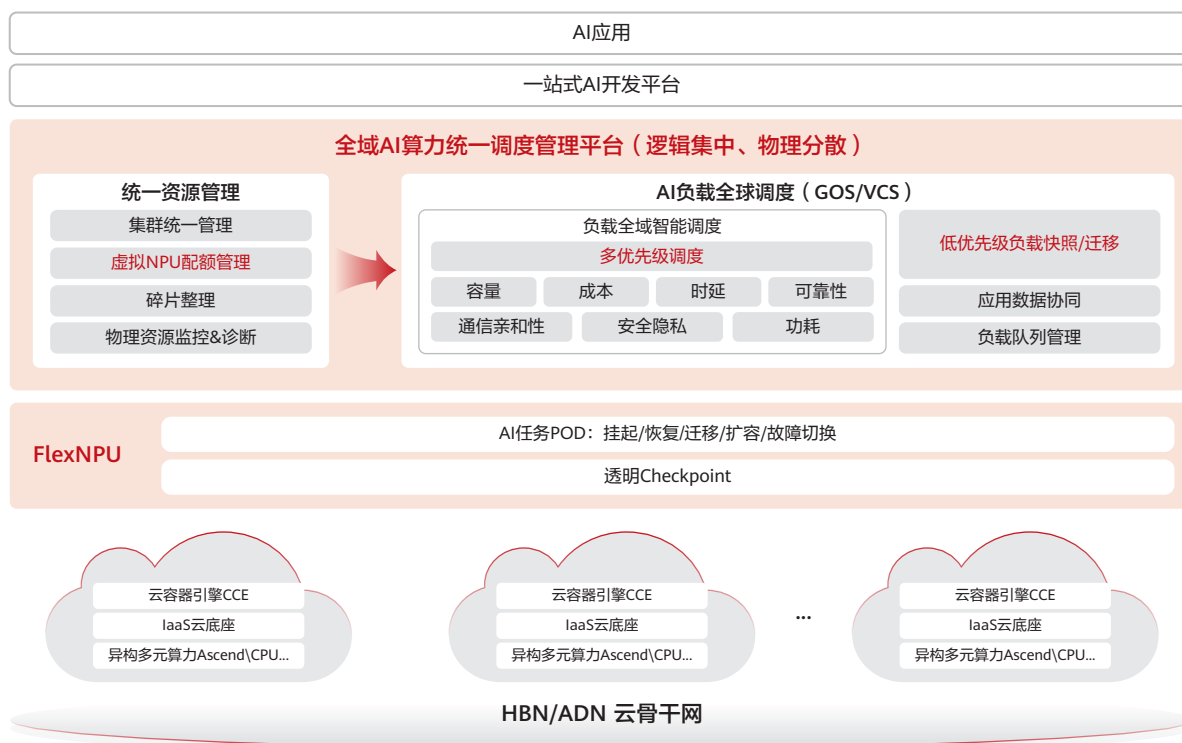 AI应用
一站式AI开发平台
全域AI算力统一调度管理平台（逻辑集中、物理分散）
统一资源管理
集群统一管理
虚拟NPU配额管理
碎片整理
物理资源监控&诊断
AI负载全球调度（GOS/VCS）
负载全域智能调度
多优先级调度
容量
成本
时延
可靠性
通信亲和性
安全隐私
功耗
低优先级负载快照/迁移
应用数据协同
负载队列管理
FlexNPU
AI任务POD：挂起/恢复/迁移/扩容/故障切换
透明Checkpoint
云容器引擎CCE
IaaS云底座
异构多元算力Ascend\CPU...
云容器引擎CCE
IaaS云底座
异构多元算力Ascend\CPU...
...
云容器引擎CCE
IaaS云底座
异构多元算力Ascend\CPU...
HBN/ADN 云骨干网